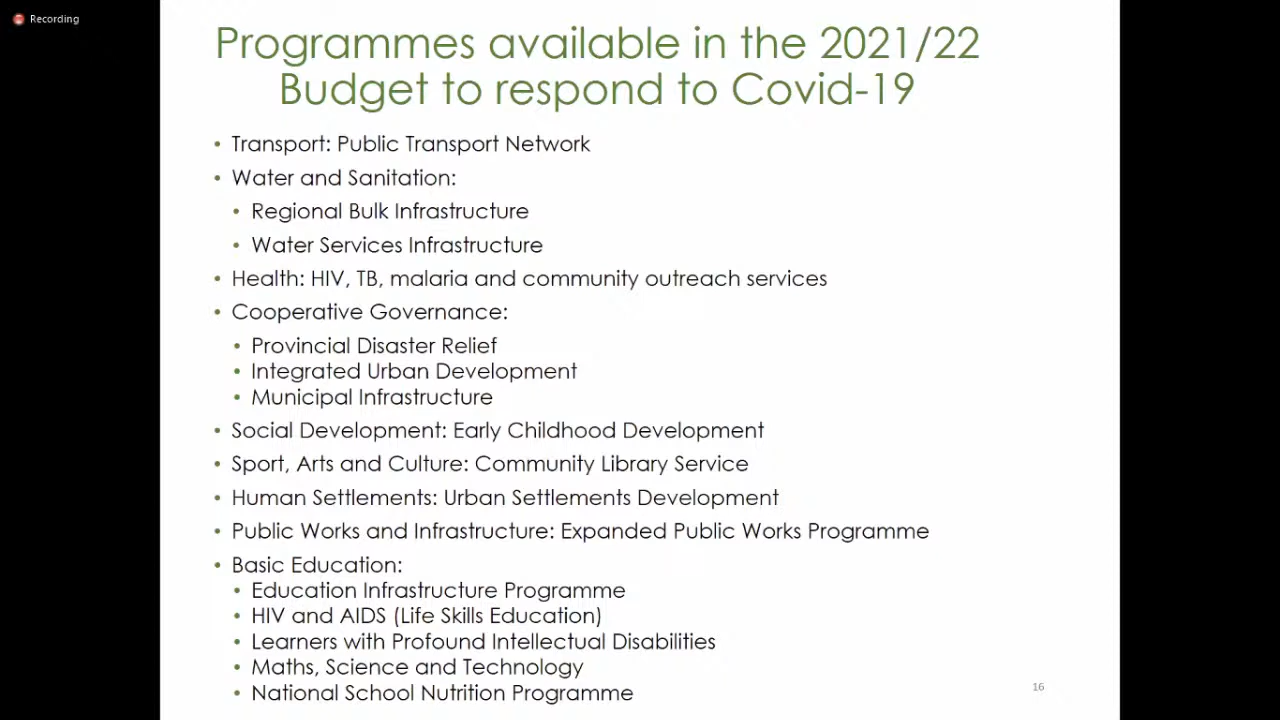 Recording
Programmes available in the 2021/22
Budget to respond to Covid-19
• Transport: Public Transport Network
• Water and Sanitation:
• Regional Bulk Infrastructure
• Water Services Infrastructure
• Health: HIV, TB, malaria and community outreach services
• Cooperative Governance:
• Provincial Disaster Relief
• Integrated Urban Development
• Municipal Infrastructure
• Social Development: Early Childhood Development
• Sport, Arts and Culture: Community Library Service
• Human Settlements: Urban Settlements Development
• Public Works and Infrastructure: Expanded Public Works Programme
• Basic Education:
• Education Infrastructure Programme
• HIV and AIDS (Life Skills Education)
• Learners with Profound Intellectual Disabilities
• Maths, Science and Technology
• National School Nutrition Programme
16